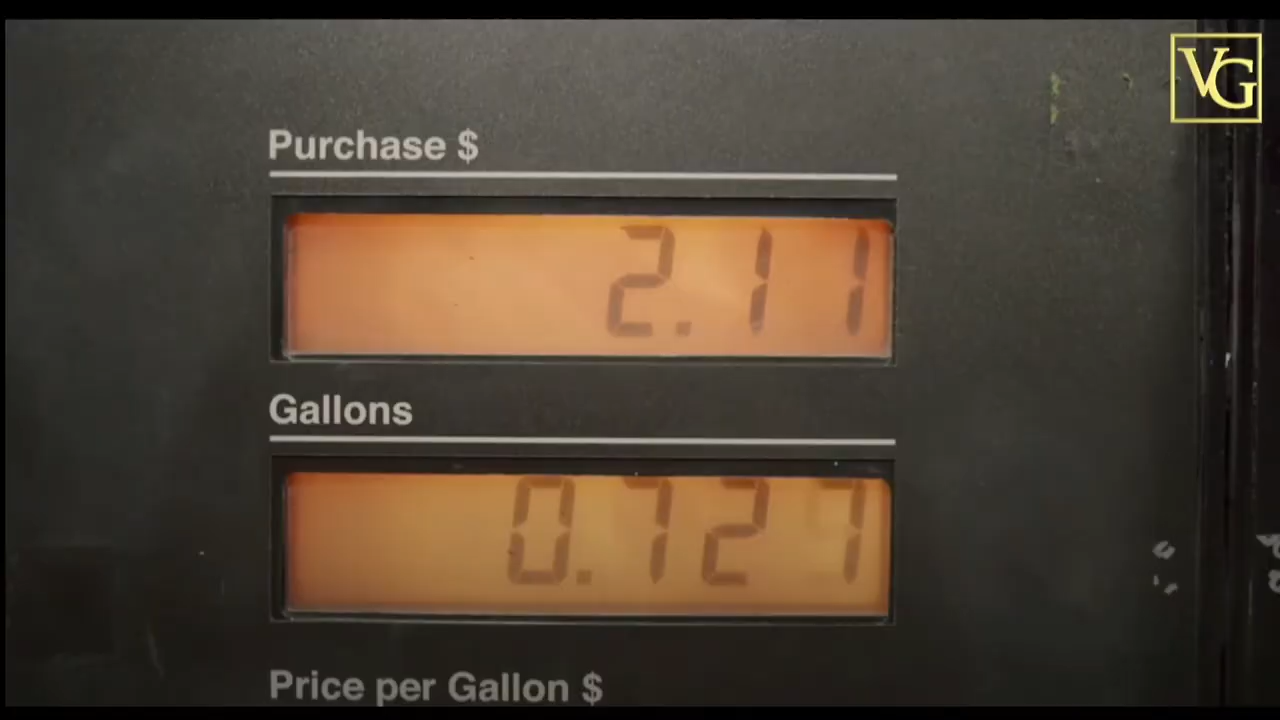 VG
Purchase $
2.11
Gallons
0.727
Price per Gallon $